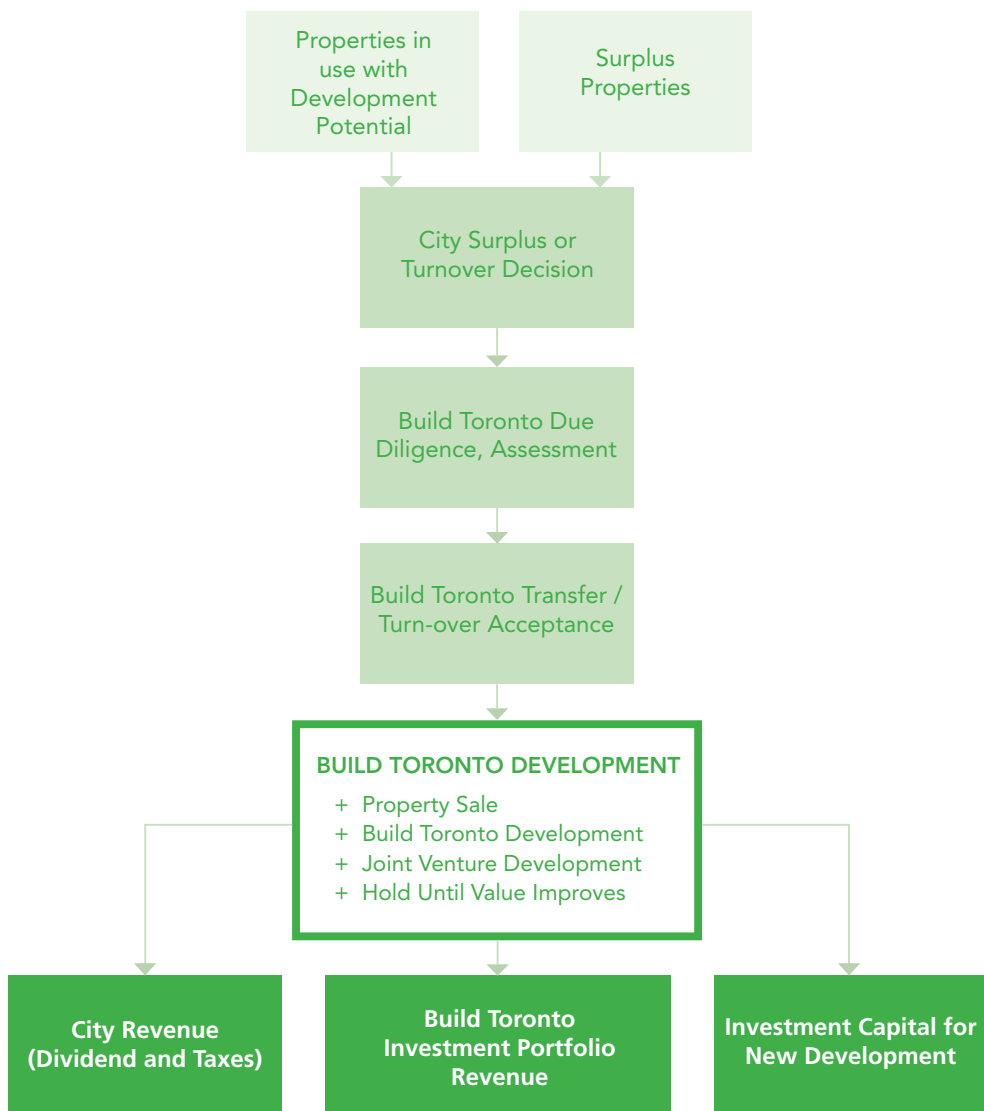 Properties in
use with
Development
Potential
Surplus
Properties
City Surplus or
Turnover Decision
Build Toronto Due
Diligence, Assessment
Build Toronto Transfer /
Turn-over Acceptance
BUILD TORONTO DEVELOPMENT
+ Property Sale
+ Build Toronto Development
+ Joint Venture Development
+ Hold Until Value Improves
City Revenue
(Dividend and Taxes)
Build Toronto
Investment Portfolio
Revenue
Investment Capital for
New Development